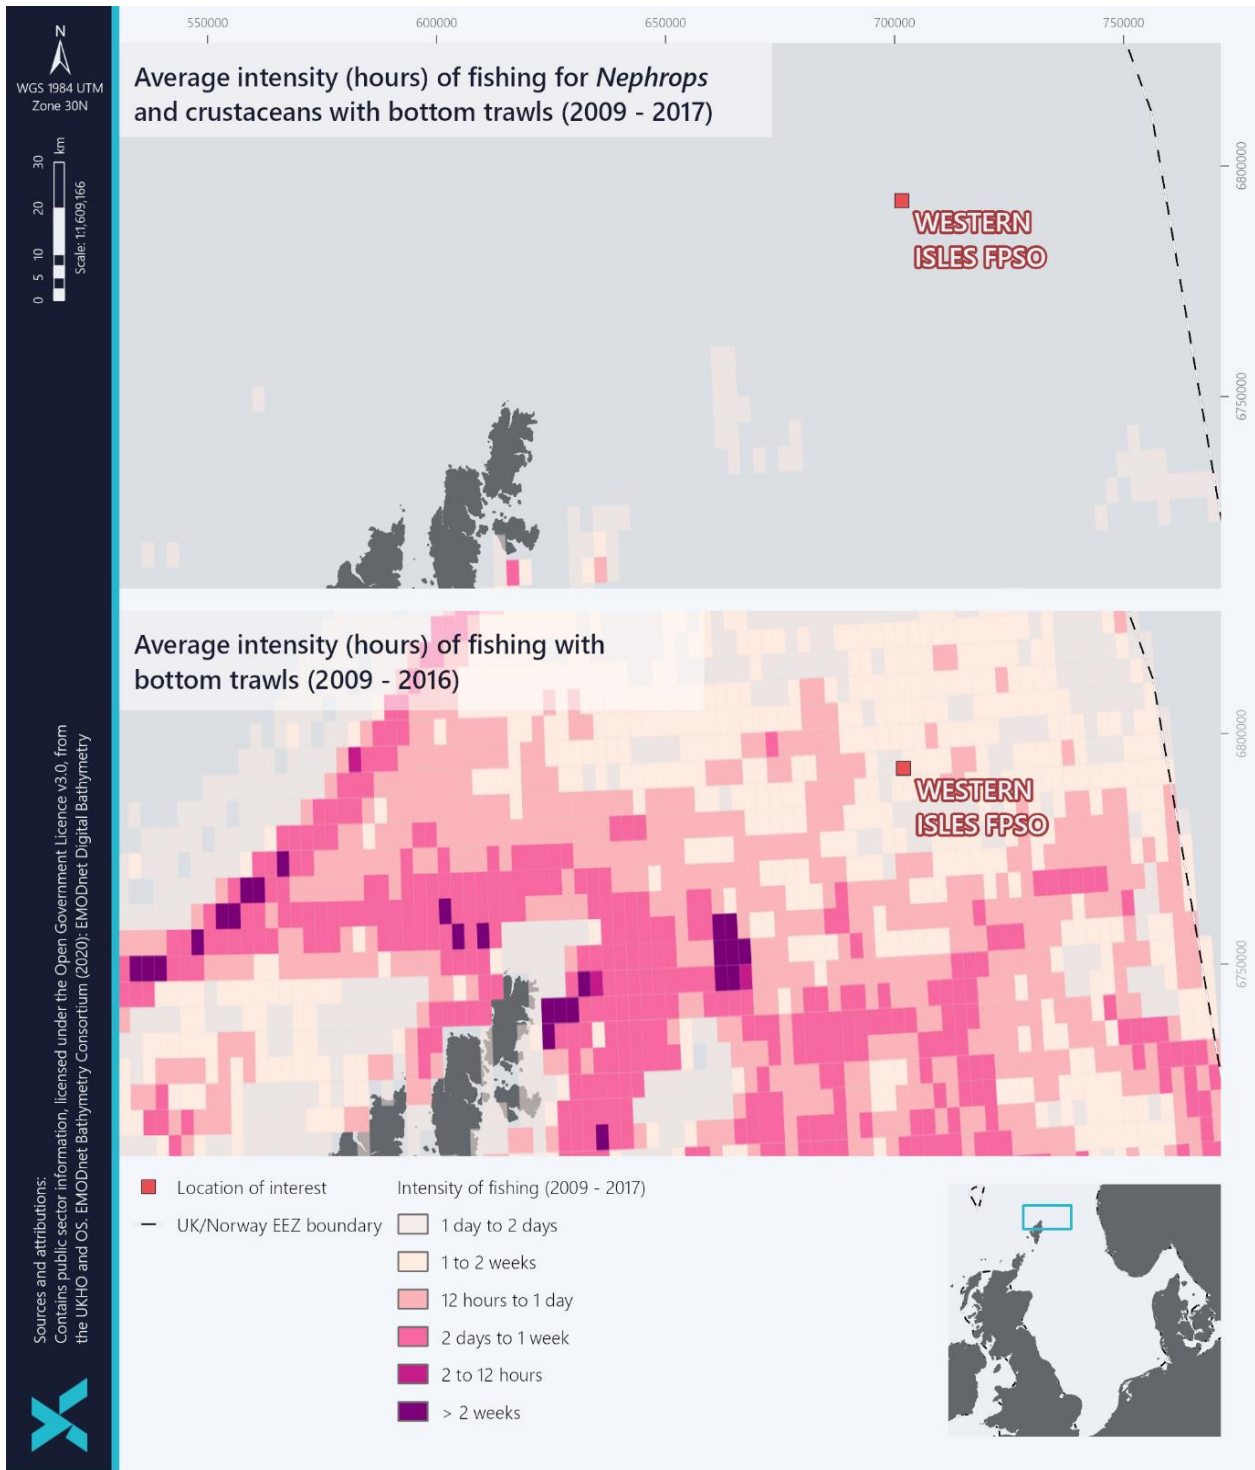 N
WGS 1984 UTM
Zone 30N
0 5 10 20 30 km
Scale: 1:1,609,166
550000 600000 650000 700000 750000
Average intensity (hours) of fishing for Nephrops
and crustaceans with bottom trawls (2009 - 2017)
6800000
WESTERN
ISLES FPSO
6750000
Average intensity (hours) of fishing with
bottom trawls (2009 - 2016)
6800000
WESTERN
ISLES FPSO
6750000
Sources and attributions:
Contains public sector information, licensed under the Open Government Licence v3.0, from
the UKHO and OS. EMODnet Bathymetry Consortium (2020): EMODnet Digital Bathymetry
Location of interest
UK/Norway EEZ boundary
Intensity of fishing (2009 - 2017)
1 day to 2 days
1 to 2 weeks
12 hours to 1 day
2 days to 1 week
2 to 12 hours
> 2 weeks